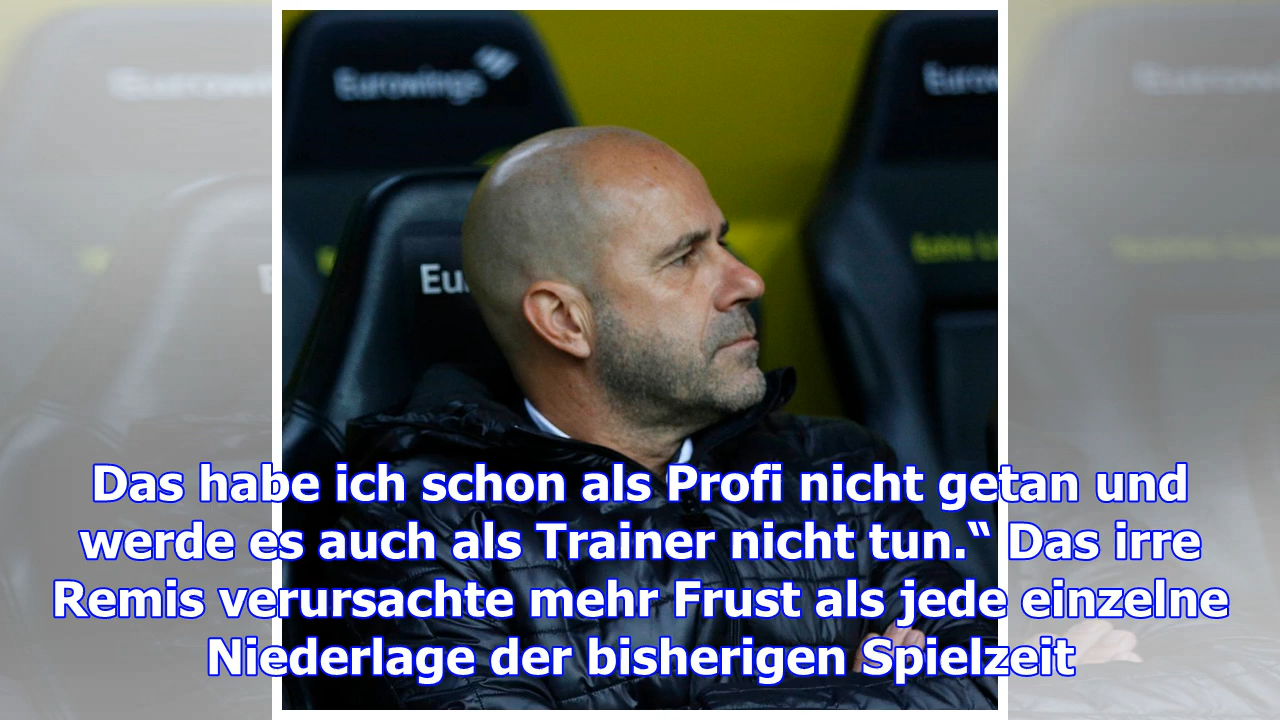 Eurowings
Eurowings
Eurow
Eu
Das habe ich schon als Profi nicht getan und
werde es auch als Trainer nicht tun.“ Das irre
Remis verursachte mehr Frust als jede einzelne
Niederlage der bisherigen Spielzeit